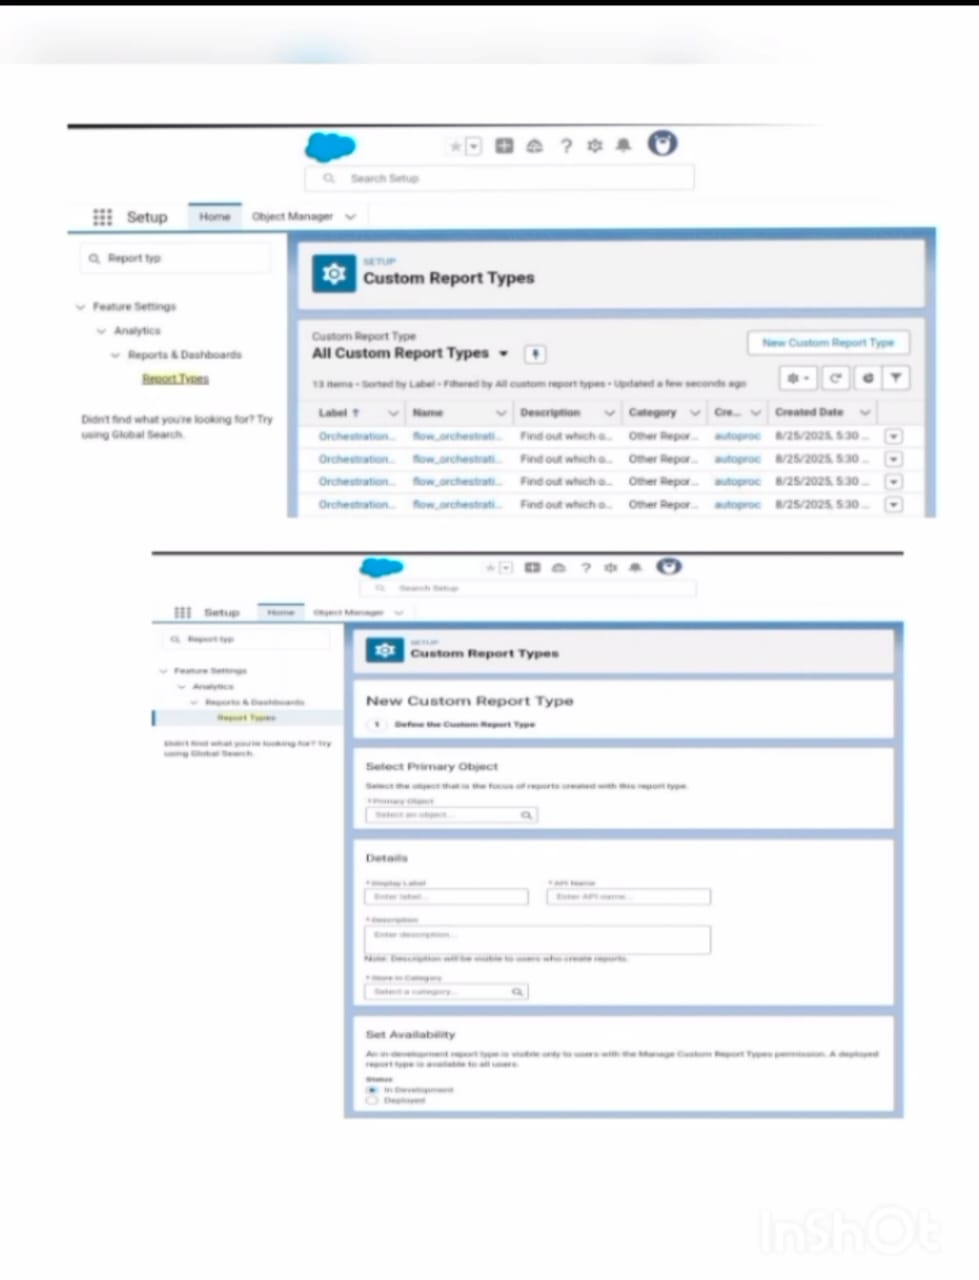 Search Setup
Setup Home Object Manager
Report typ
SETUP
Custom Report Types
Feature Settings
Analytics
Reports & Dashboards
Report Types
Didn't find what you're looking for? Try
using Global Search.
Custom Report Type
All Custom Report Types
New Custom Report Type
13 items • Sorted by Label • Filtered by All custom report types • Updated a few seconds ago
Label ↑ Name Description Category Cre... Created Date
Orchestration... flow_orchestrati... Find out which o... Other Repor... autoproc 8/25/2025, 5:30 ...
Orchestration... flow_orchestrati... Find out which o... Other Repor... autoproc 8/25/2025, 5:30 ...
Orchestration... flow_orchestrati... Find out which o... Other Repor... autoproc 8/25/2025, 5:30 ...
Orchestration... flow_orchestrati... Find out which o... Other Repor... autoproc 8/25/2025, 5:30 ...
Search Setup
Setup Home Object Manager
Report typ
SETUP
Custom Report Types
Feature Settings
Analytics
Reports & Dashboards
Report Types
Didn't find what you're looking for? Try
using Global Search.
New Custom Report Type
1 Define the Custom Report Type
Select Primary Object
Select the object that is the focus of reports created with this report type.
* Primary Object
Select an object...
Details
* Display Label * API Name
Enter label... Enter API name...
* Description
Enter description...
Note: Description will be visible to users who create reports.
* Store in Category
Select a category...
Set Availability
An in-development report type is visible only to users with the Manage Custom Report Types permission. A deployed
report type is available to all users.
Status
In Development
Deployed
InShOt